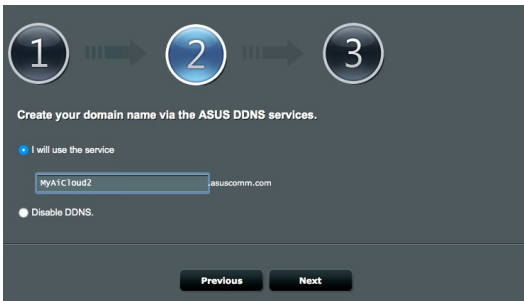 1 2 3
Create your domain name via the ASUS DDNS services.
I will use the service
MyAiCloud2 .asuscomm.com
Disable DDNS.
Previous Next